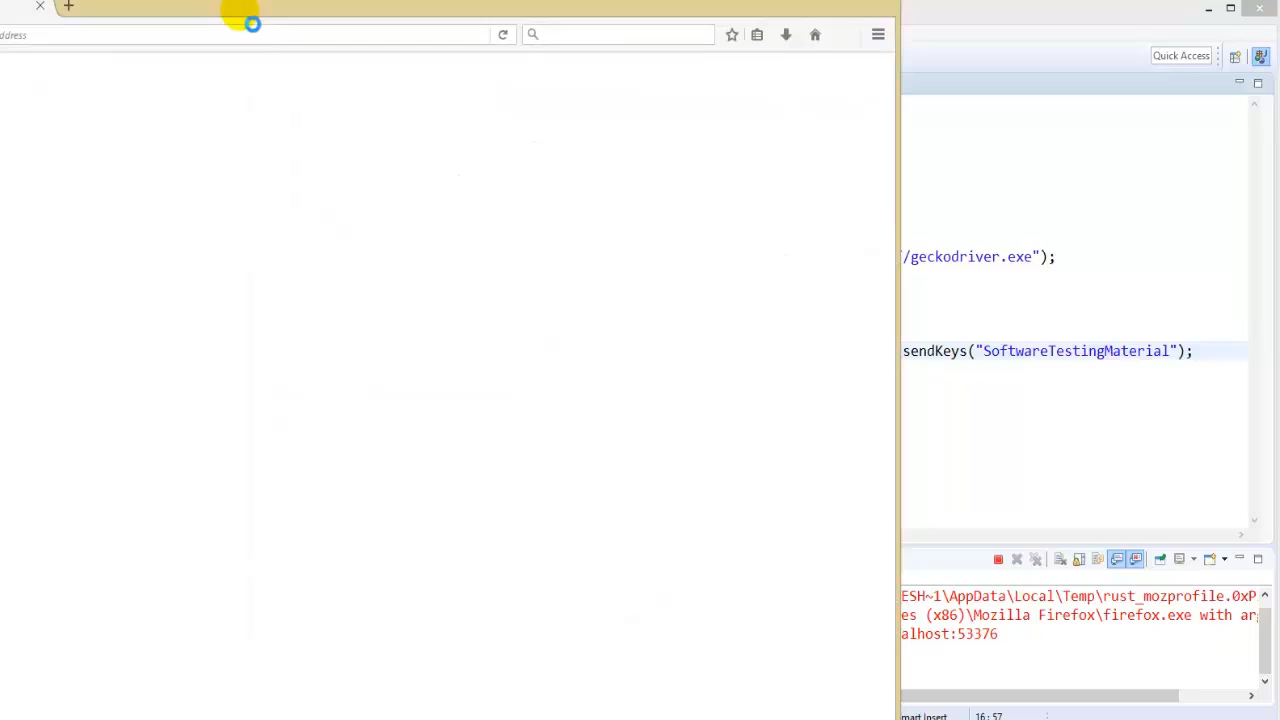 ddress
Quick Access
/geckodriver.exe");
sendKeys("SoftwareTestingMaterial");
ESH~1\AppData\Local\Temp\rust_mozprofile.0xP
es (x86)\Mozilla Firefox\firefox.exe with ar
alhost:53376
mart Insert
16:57